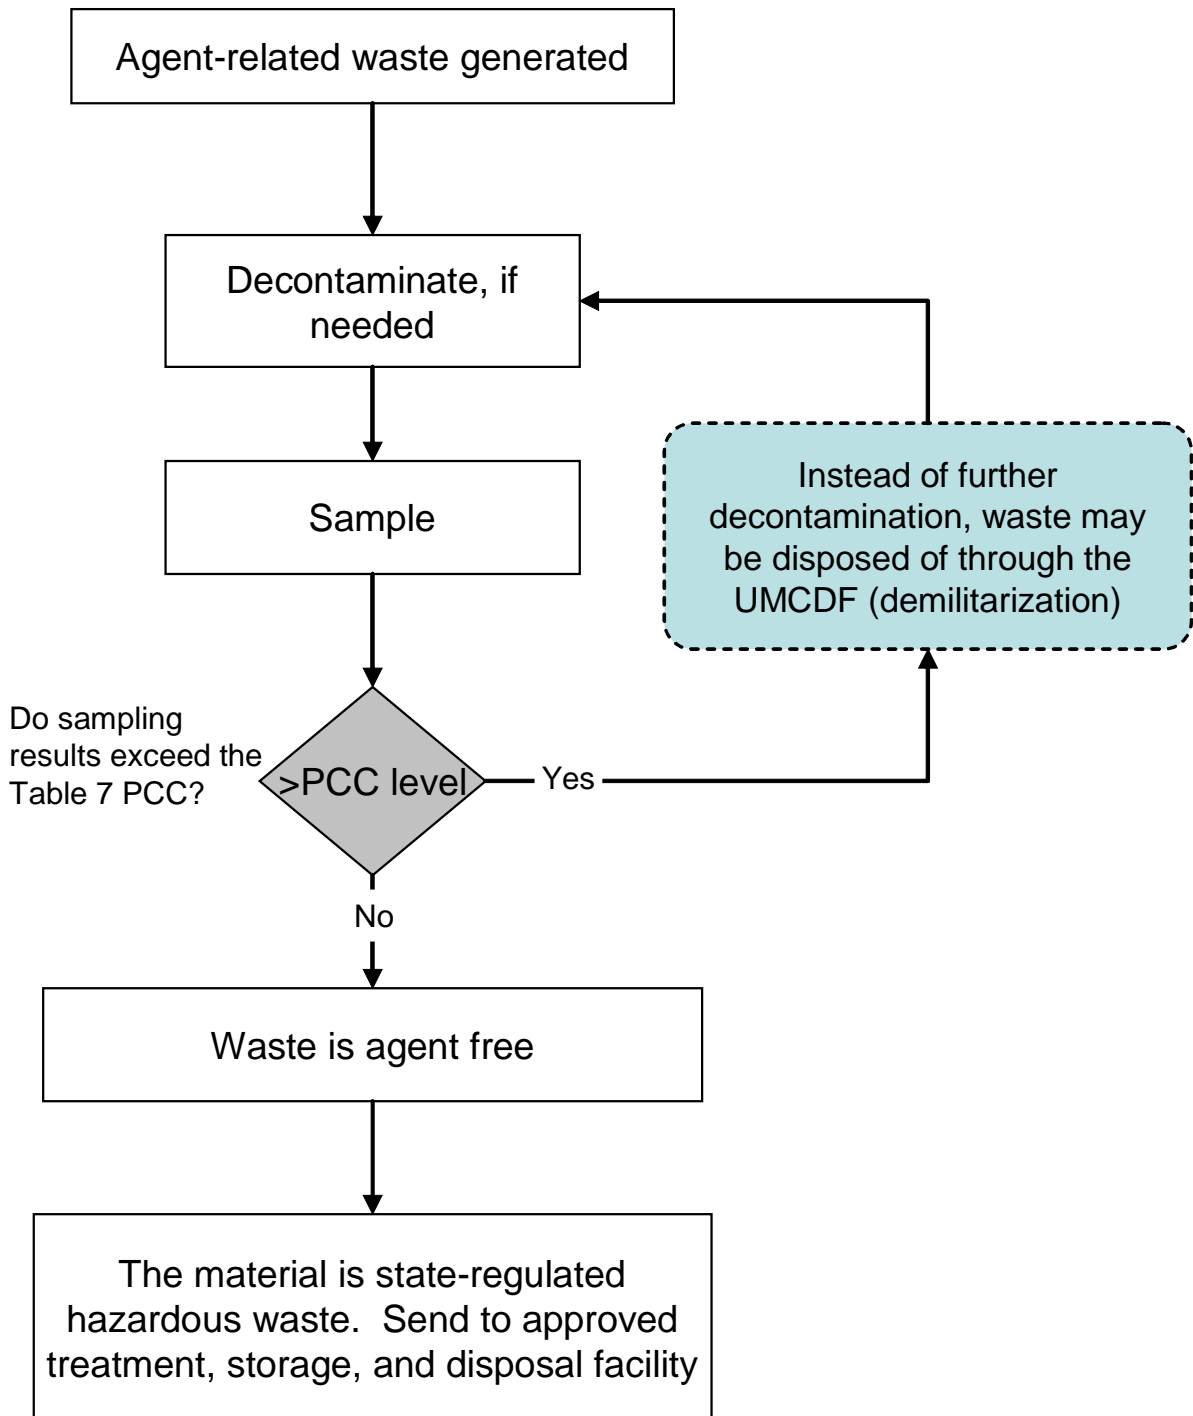 Agent-related waste generated
Decontaminate, if
needed
Sample
Instead of further
decontamination, waste may
be disposed of through the
UMCDF (demilitarization)
Do sampling
results exceed the
Table 7 PCC?
>PCC level
Yes
No
Waste is agent free
The material is state-regulated
hazardous waste.  Send to approved
treatment, storage, and disposal facility